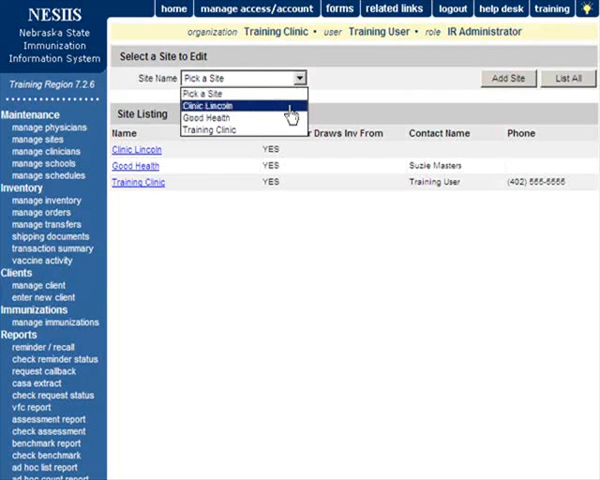 home manage access/account forms related links logout help desk training
NESIIS
Nebraska State
Immunization
Information System
Training Region 7.2.6
organization Training Clinic • user Training User • role IR Administrator
Select a Site to Edit
Site Name Pick a Site Add Site List All
Pick a Site
Clinic Lincoln
Good Health
Training Clinic
Site Listing
Name Draws Inv From Contact Name Phone
Clinic Lincoln YES
Good Health YES Suzie Masters
Training Clinic YES Training User (402) 555-5555
Maintenance
manage physicians
manage sites
manage clinicians
manage schools
manage schedules
Inventory
manage inventory
manage orders
manage transfers
shipping documents
transaction summary
vaccine activity
Clients
manage client
enter new client
Immunizations
manage immunizations
Reports
reminder / recall
check reminder status
request callback
casa extract
check request status
vfc report
assessment report
check assessment
benchmark report
check benchmark
ad hoc list report
ad hoc count report